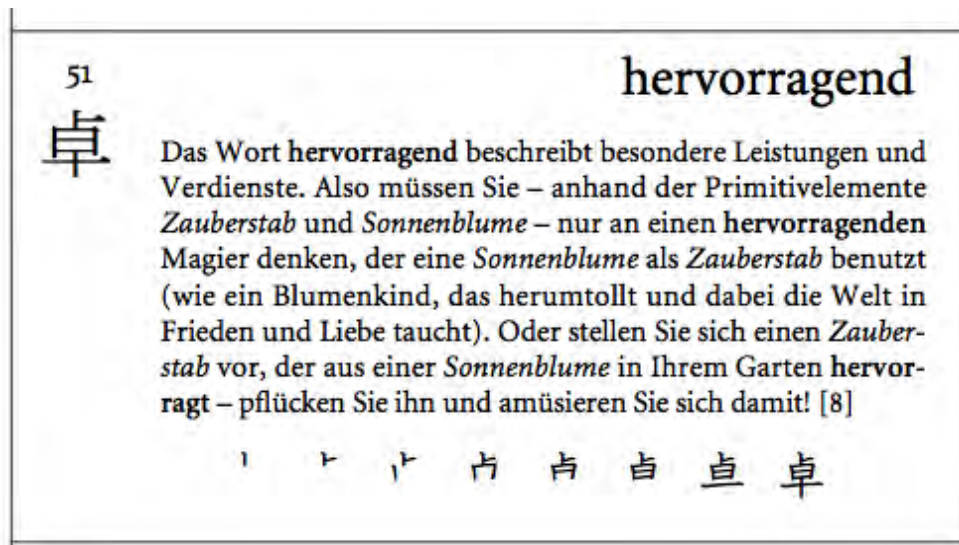 51
hervorragend
卓
Das Wort hervorragend beschreibt besondere Leistungen und
Verdienste. Also müssen Sie – anhand der Primitivelemente
Zauberstab und Sonnenblume – nur an einen hervorragenden
Magier denken, der eine Sonnenblume als Zauberstab benutzt
(wie ein Blumenkind, das herumtollt und dabei die Welt in
Frieden und Liebe taucht). Oder stellen Sie sich einen Zauber-
stab vor, der aus einer Sonnenblume in Ihrem Garten hervor-
ragt – pflücken Sie ihn und amüsieren Sie sich damit! [8]
卓